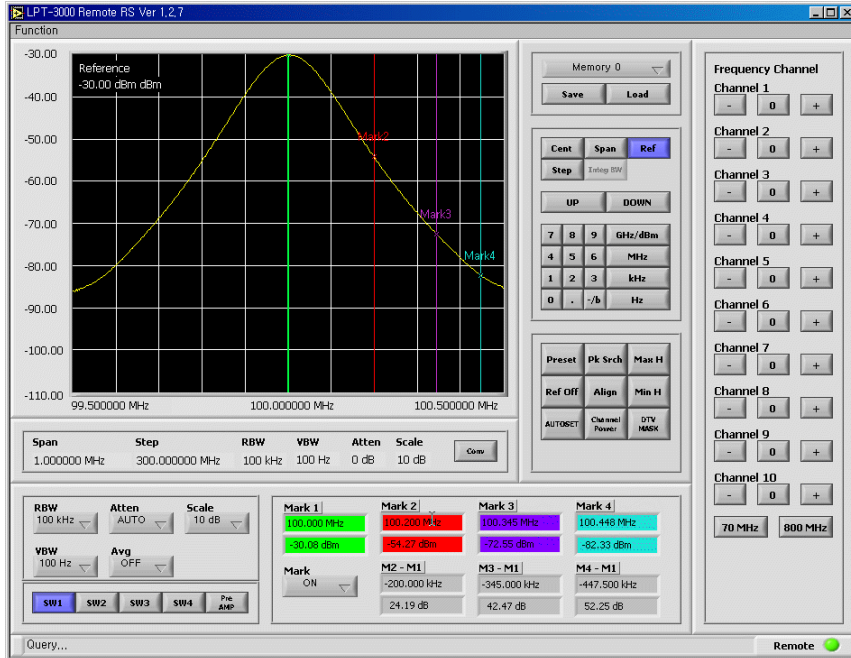 LPT-3000 Remote RS Ver 1,2,7
Function
-30.00
-40.00
-50.00
-60.00
-70.00
-80.00
-90.00
-100.00
-110.00
Reference
-30.00 dBm dBm
Mark2
Mark3
Mark4
99.500000 MHz 100.000000 MHz 100.500000 MHz
Span Step RBW VBW Atten Scale
1.000000 MHz 300.000000 MHz 100 kHz 100 Hz 0 dB 10 dB
Conv
Memory 0
Save Load
Cent Span Ref
Step Integ BW
UP DOWN
7 8 9 GHz/dBm
4 5 6 MHz
1 2 3 kHz
0 . -/b Hz
Preset Pk Srch Max H
Ref Off Align Min H
AUTOSET Channel Power DTV MASK
Frequency Channel
Channel 1
- 0 +
Channel 2
- 0 +
Channel 3
- 0 +
Channel 4
- 0 +
Channel 5
- 0 +
Channel 6
- 0 +
Channel 7
- 0 +
Channel 8
- 0 +
Channel 9
- 0 +
Channel 10
- 0 +
70 MHz 800 MHz
RBW Atten Scale
100 kHz AUTO 10 dB
VBW Avg
100 Hz OFF
SW1 SW2 SW3 SW4 Pre AMP
Mark 1 Mark 2 Mark 3 Mark 4
100.000 MHz 100.200 MHz 100.345 MHz 100.448 MHz
-30.08 dBm -54.27 dBm -72.55 dBm -82.33 dBm
Mark M2 - M1 M3 - M1 M4 - M1
ON -200.000 kHz -345.000 kHz -447.500 kHz
24.19 dB 42.47 dB 52.25 dB
Query...
Remote